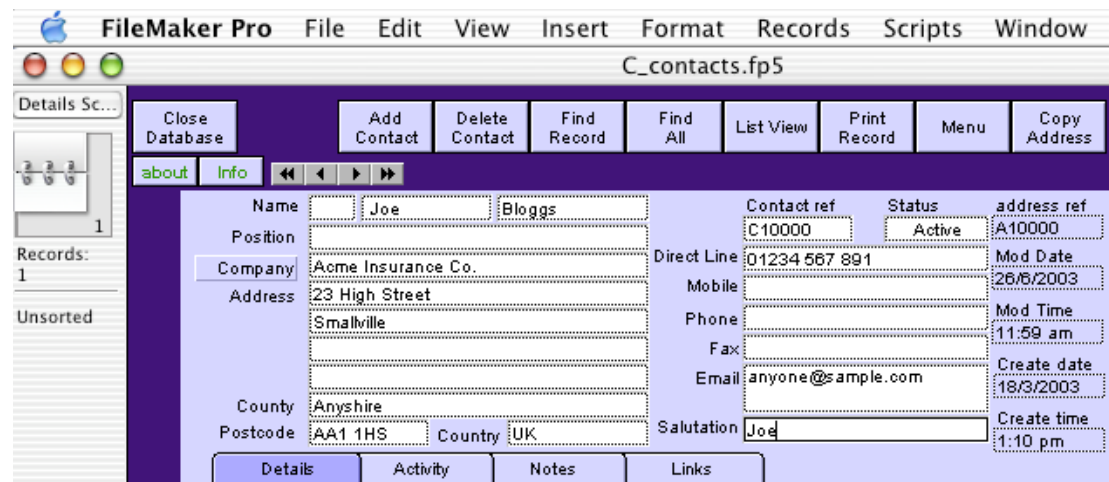 FileMaker Pro File Edit View Insert Format Records Scripts Window
C_contacts.fp5
Details Sc...
Close Database Add Contact Delete Contact Find Record Find All List View Print Record Menu Copy Address
about Info
1
Records:
1
Unsorted
Name Joe Bloggs Contact ref Status address ref
C10000 Active A10000
Position
Direct Line 01234 567 891 Mod Date
Company Acme Insurance Co. 26/6/2003
Address 23 High Street Mobile
Smallville Phone Mod Time
11:59 am
Fax
Email anyone@sample.com Create date
18/3/2003
County Anyshire
Postcode AA1 1HS Country UK Salutation Joe Create time
1:10 pm
Details Activity Notes Links